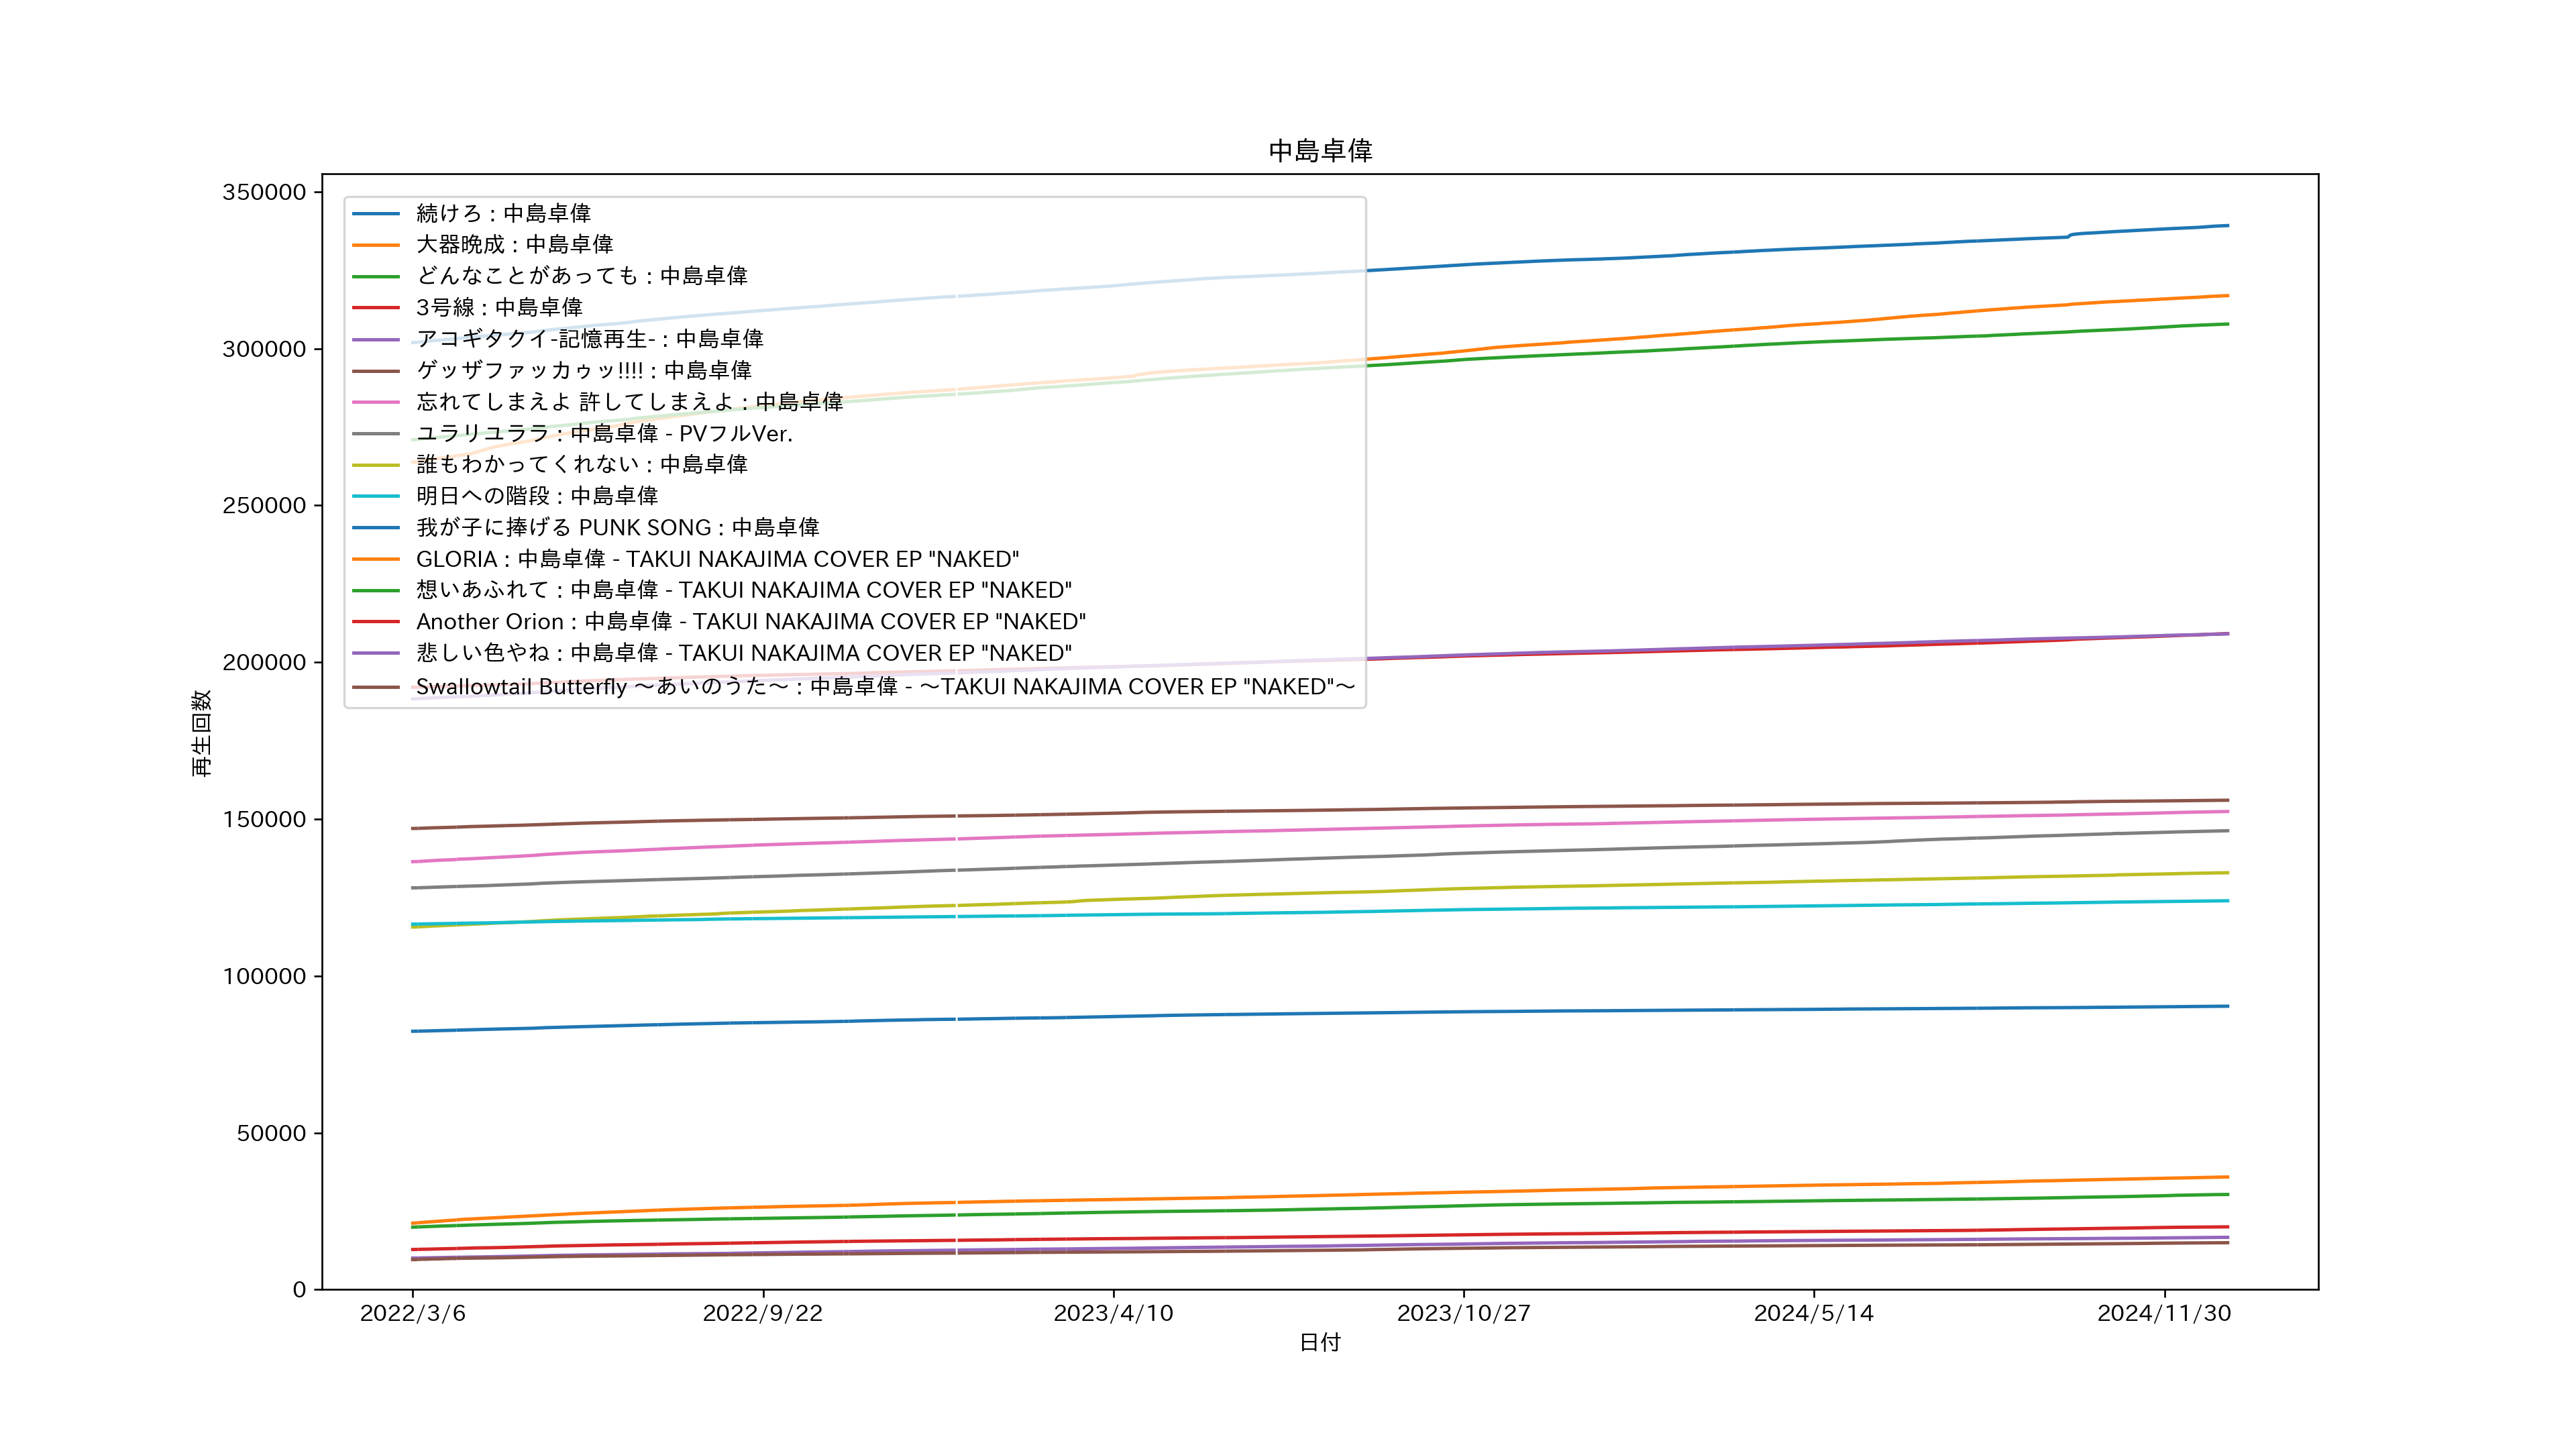 中島卓偉
350000
300000
250000
200000
150000
100000
50000
0
再生回数
続けろ : 中島卓偉
大器晩成 : 中島卓偉
どんなことがあっても : 中島卓偉
3号線 : 中島卓偉
アコギタクイ-記憶再生- : 中島卓偉
ゲッザファッカゥッ!!!! : 中島卓偉
忘れてしまえよ 許してしまえよ : 中島卓偉
ユラリユララ : 中島卓偉 - PVフルVer.
誰もわかってくれない : 中島卓偉
明日への階段 : 中島卓偉
我が子に捧げる PUNK SONG : 中島卓偉
GLORIA : 中島卓偉 - TAKUI NAKAJIMA COVER EP "NAKED"
想いあふれて : 中島卓偉 - TAKUI NAKAJIMA COVER EP "NAKED"
Another Orion : 中島卓偉 - TAKUI NAKAJIMA COVER EP "NAKED"
悲しい色やね : 中島卓偉 - TAKUI NAKAJIMA COVER EP "NAKED"
Swallowtail Butterfly 〜あいのうた〜 : 中島卓偉 - 〜TAKUI NAKAJIMA COVER EP "NAKED"〜
2022/3/6
2022/9/22
2023/4/10
2023/10/27
2024/5/14
2024/11/30
日付